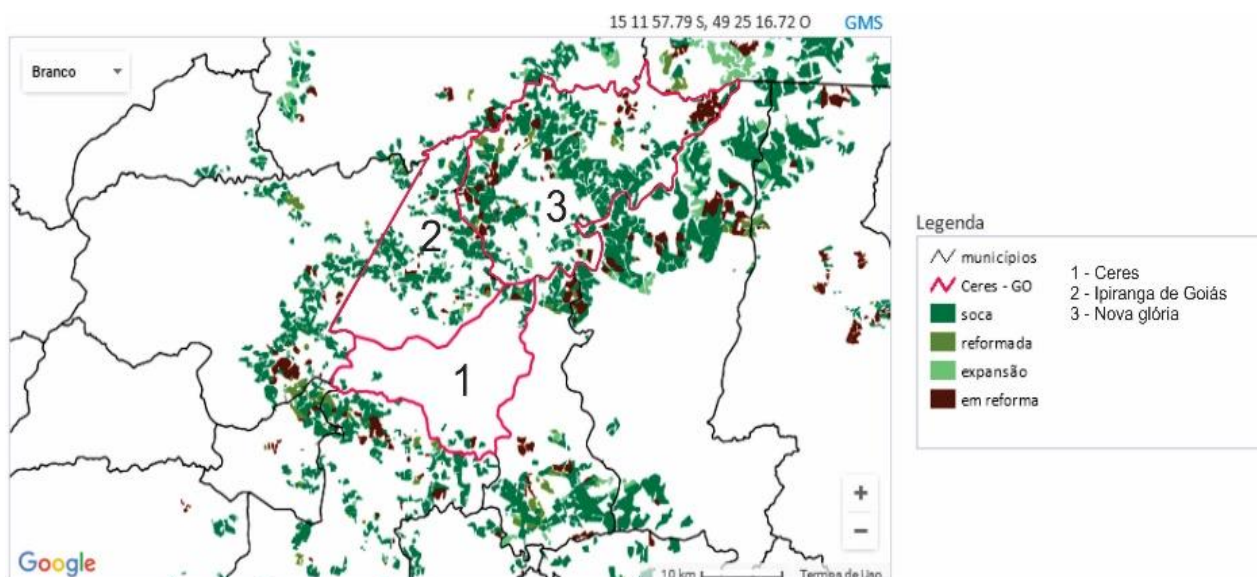 15 11 57.79 S, 49 25 16.72 O GMS
Branco
3
2
1
Legenda
municípios
Ceres - GO
soca
reformada
expansão
em reforma
1 - Ceres
2 - Ipiranga de Goiás
3 - Nova glória
+
−
Google
10 km
Termos de Uso